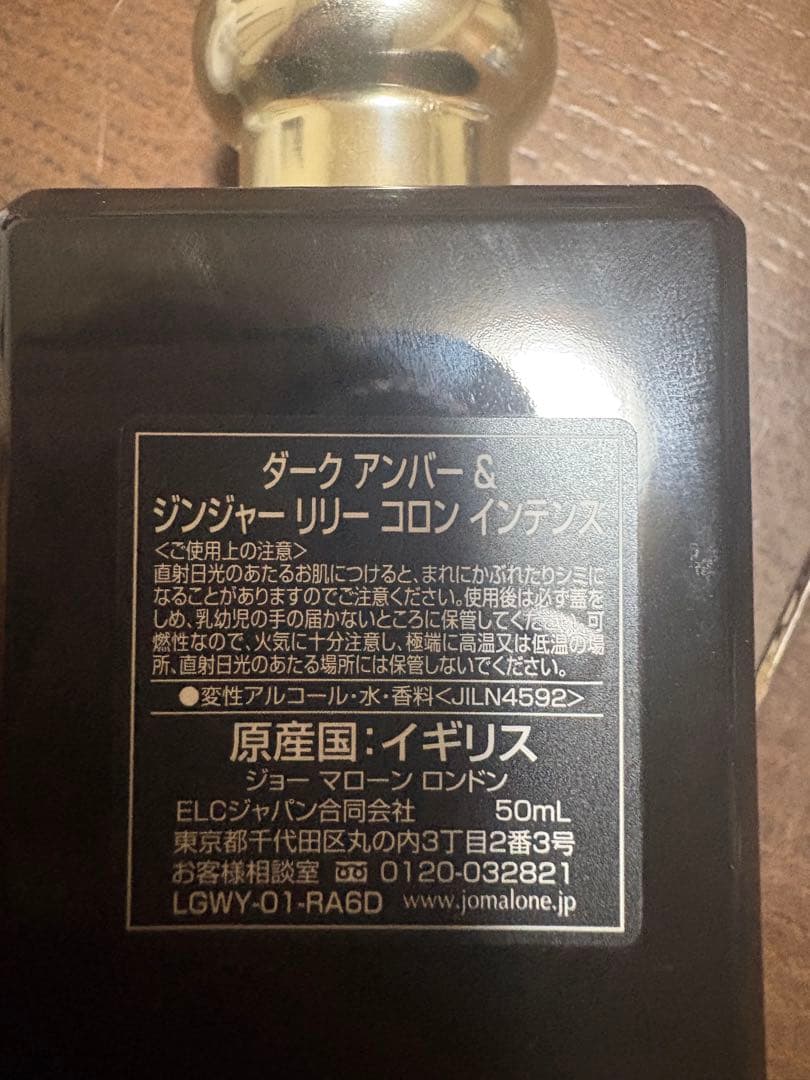 ダーク アンバー &
ジンジャー リリー コロン インテンス
<ご使用上の注意>
直射日光のあたるお肌につけると、まれにかぶれたりシミに
なることがありますのでご注意ください。使用後は必ず蓋を
しめ、乳幼児の手の届かないところに保管してください。可
燃性なので、火気に十分注意し、極端に高温又は低温の場
所、直射日光のあたる場所には保管しないでください。
●変性アルコール・水・香料<JILN4592>
原産国:イギリス
ジョー マローン ロンドン
ELCジャパン合同会社 50mL
東京都千代田区丸の内3丁目2番3号
お客様相談室 0120-032821
LGWY-01-RA6D www.jomalone.jp